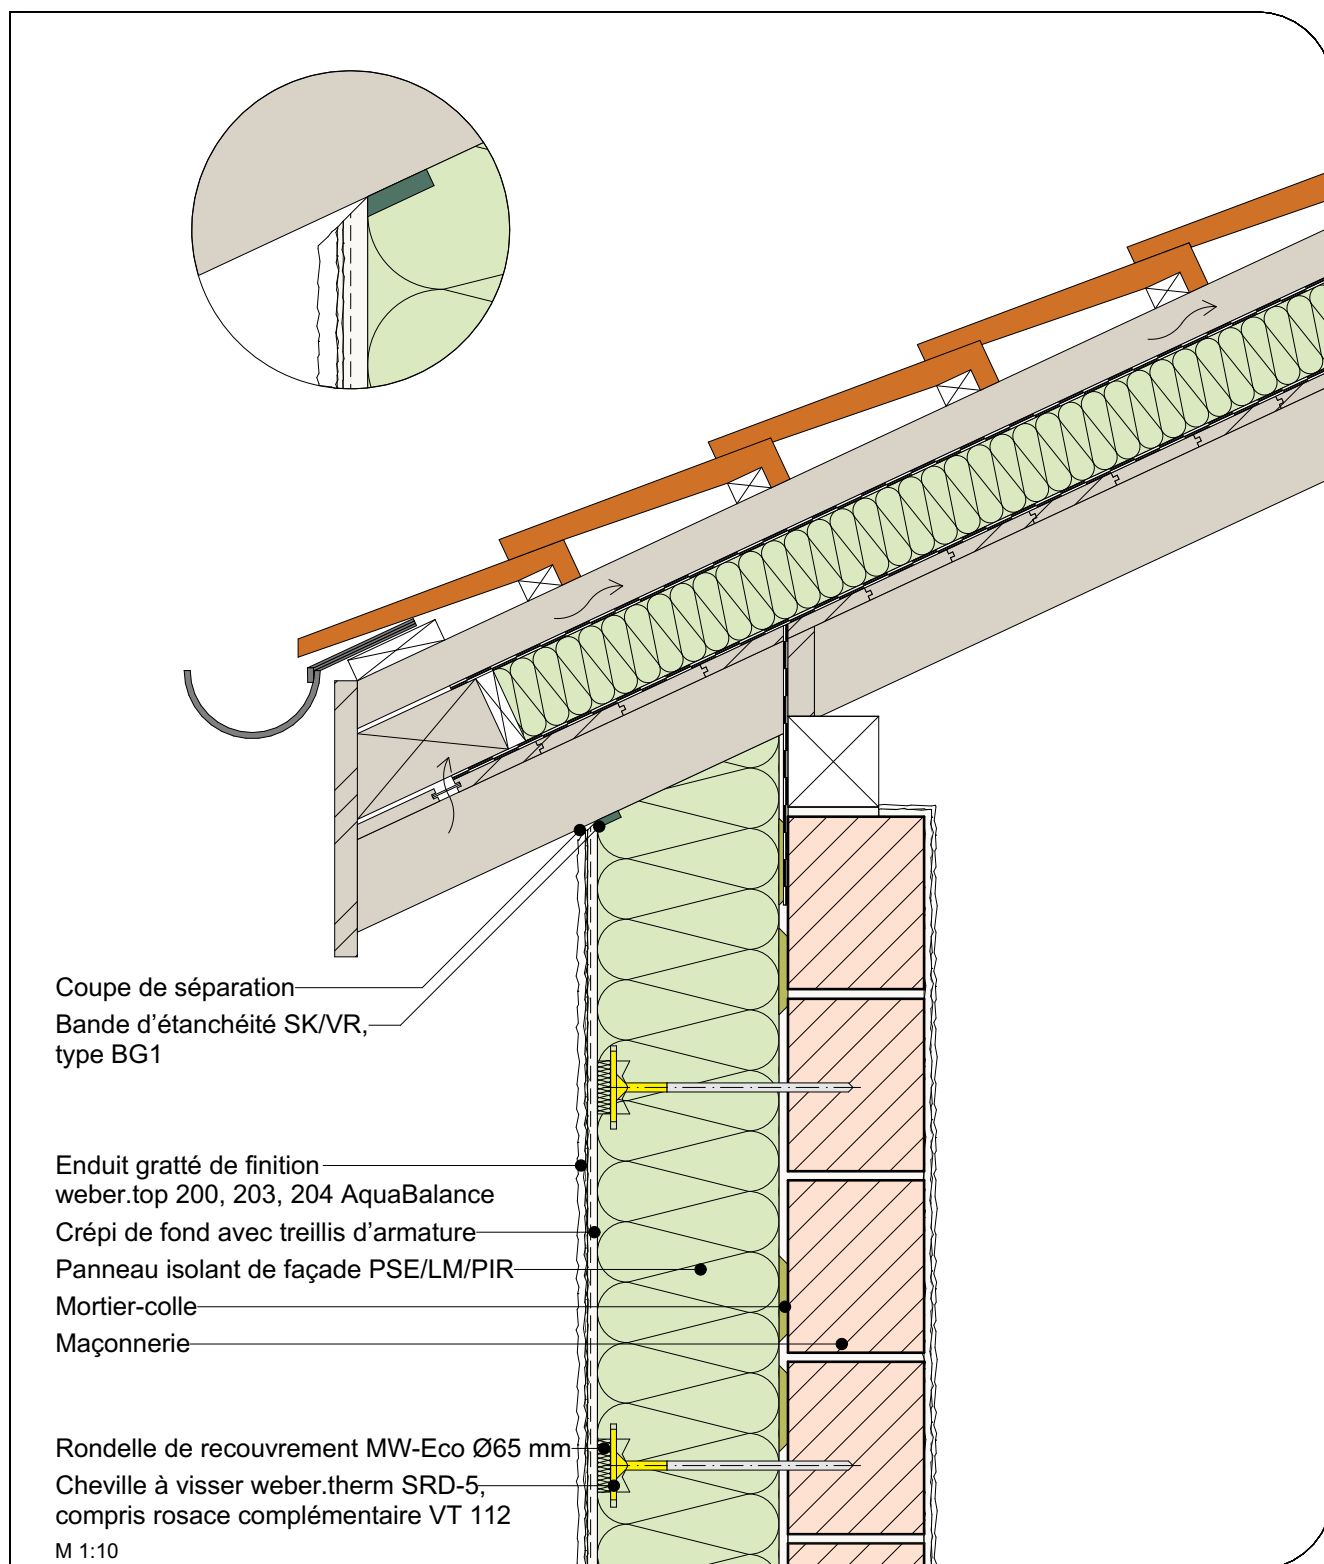 Coupe de séparation
Bande d'étanchéité SK/VR,
type BG1
Enduit gratté de finition
weber.top 200, 203, 204 AquaBalance
Crépi de fond avec treillis d'armature
Panneau isolant de façade PSE/LM/PIR
Mortier-colle
Maçonnerie
Rondelle de recouvrement MW-Eco Ø65 mm
Cheville à visser weber.therm SRD-5,
compris rosace complémentaire VT 112
M 1:10